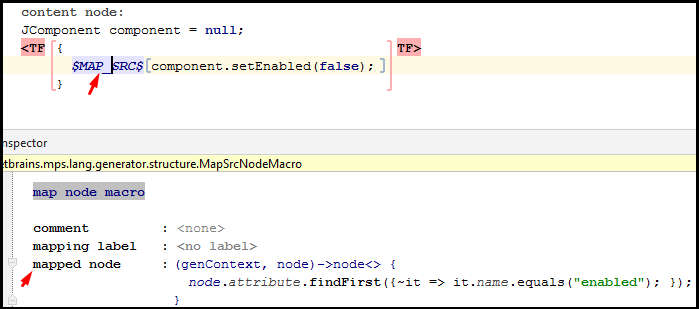 content node:
JComponent component = null;
<TF [ { TF>
$MAP_SRC$[component.setEnabled(false); ] ]
}
nspector
etbrains.mps.lang.generator.structure.MapSrcNodeMacro
map node macro
comment : <none>
mapping label : <no label>
mapped node : (genContext, node)->node<> {
node.attribute.findFirst({~it => it.name.equals("enabled"); });
}